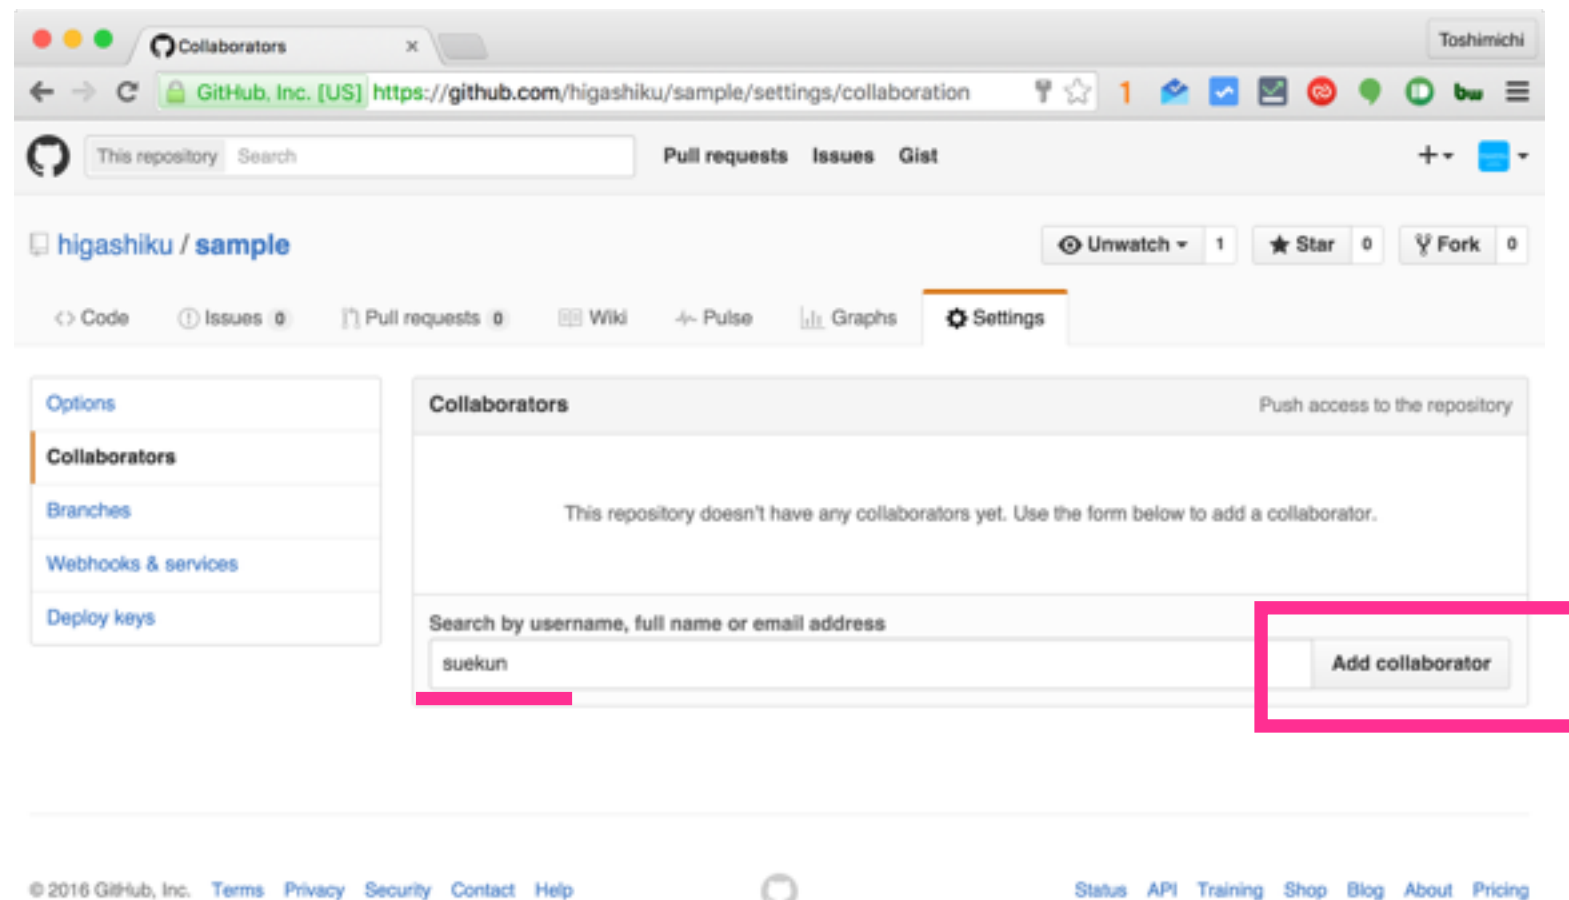 Collaborators
Toshimichi
GitHub, Inc. [US] https://github.com/higashiku/sample/settings/collaboration
This repository Search Pull requests Issues Gist
higashiku / sample Unwatch 1 Star 0 Fork 0
Code Issues 0 Pull requests 0 Wiki Pulse Graphs Settings
Options
Collaborators
Branches
Webhooks & services
Deploy keys
Collaborators Push access to the repository
This repository doesn't have any collaborators yet. Use the form below to add a collaborator.
Search by username, full name or email address
suekun Add collaborator
© 2016 GitHub, Inc. Terms Privacy Security Contact Help Status API Training Shop Blog About Pricing